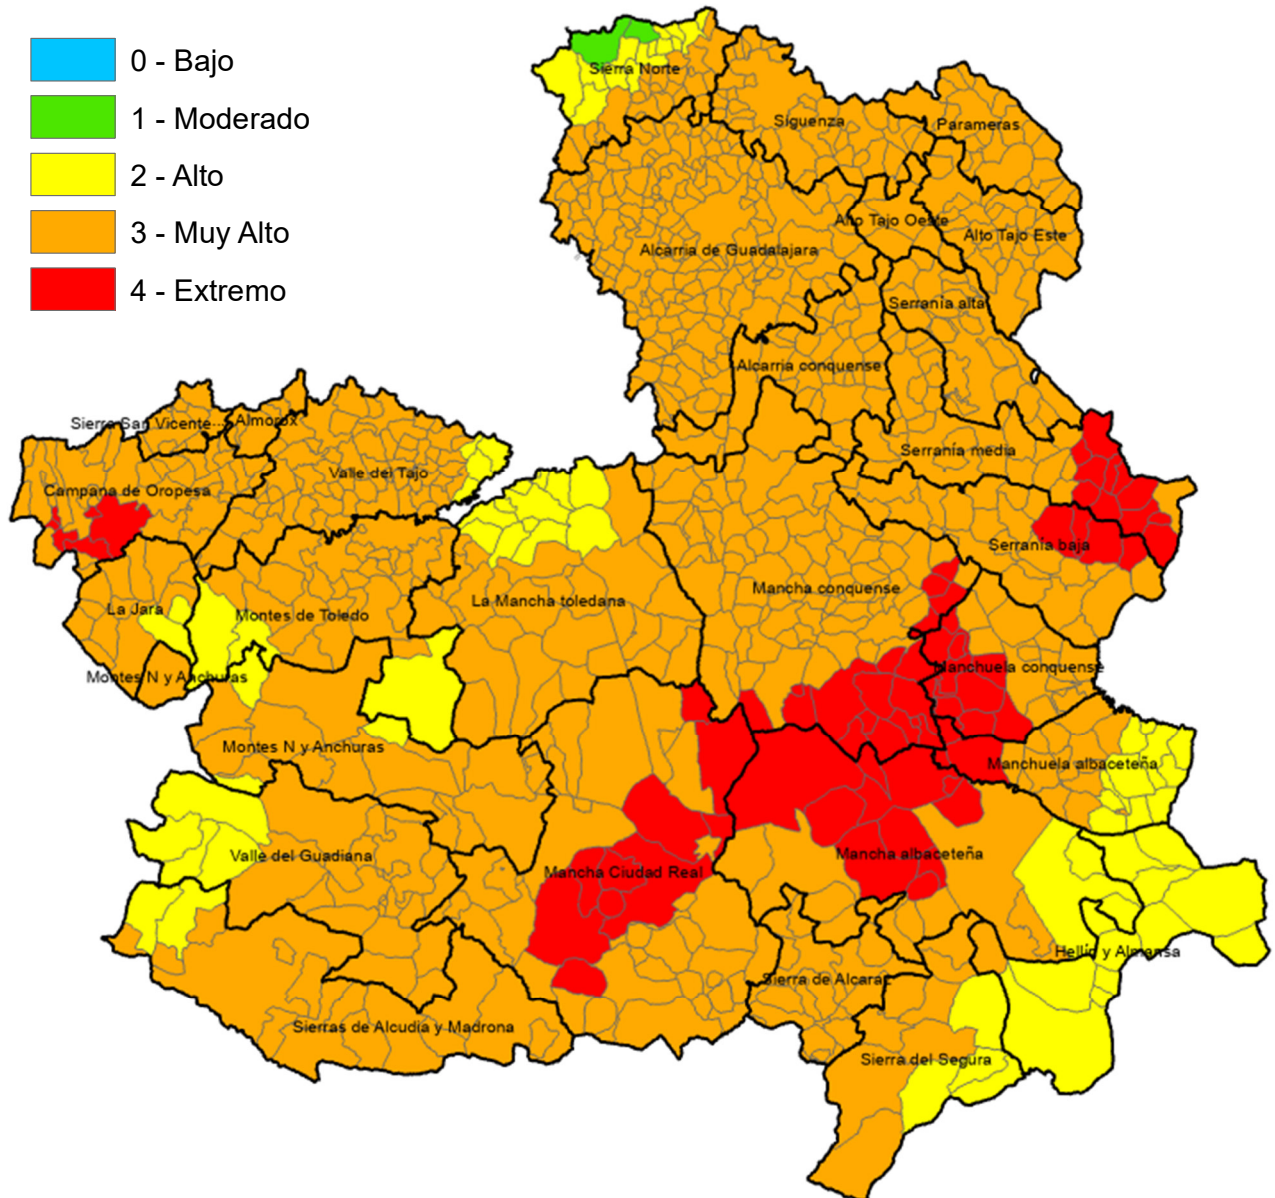 0 - Bajo
1 - Moderado
2 - Alto
3 - Muy Alto
4 - Extremo
Sierra Norte
Siguenza
Parameras
Alto Tajo Oeste
Alto Tajo Este
Alcarria de Guadalajara
Serranía alta
Alcarria conquense
Sierra San Vicente
Almorox
Serranía media
Valle del Tajo
Campana de Oropesa
Serranía baja
Mancha conquense
La Mancha toledana
La Jara
Montes de Toledo
Manchuela conquense
Montes N y Anchuras
Montes N y Anchuras
Manchuela albaceteña
Valle del Guadiana
Mancha albaceteña
Mancha Ciudad Real
Hellín y Almansa
Sierra de Alcaraz
Sierras de Alcudia y Madrona
Sierra del Segura